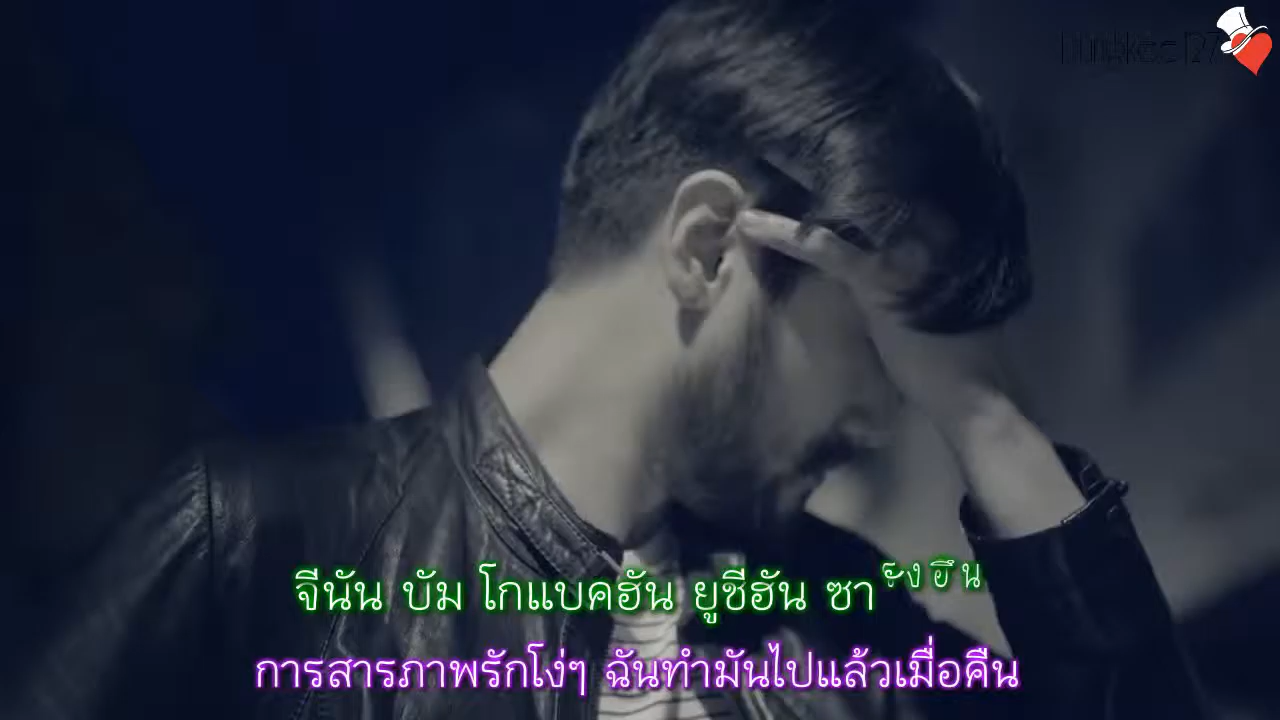 จีนัน บัม โกแบคฮัน ยูชีฮัน ซารังอึน
การสารภาพรักโง่ๆ ฉันทำมันไปแล้วเมื่อคืน